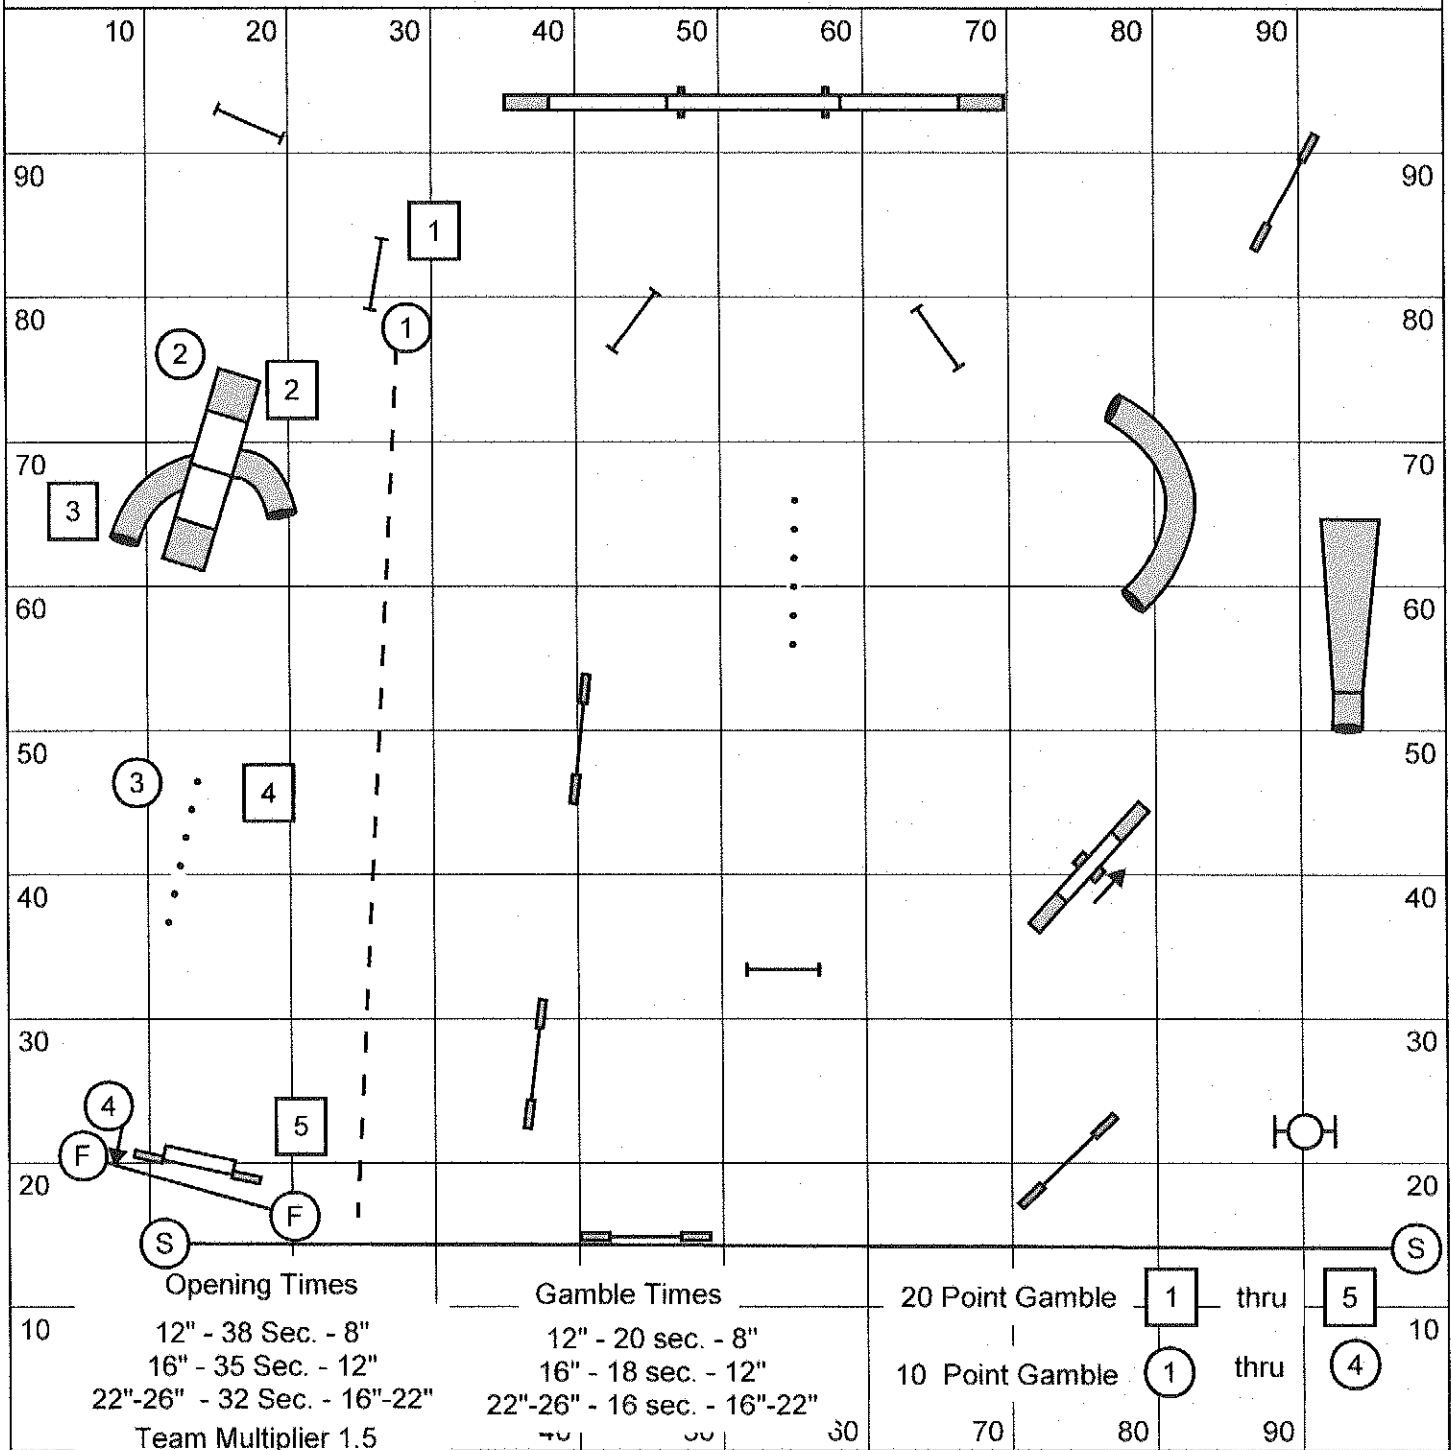 10 20 30 40 50 60 70 80 90
90 90
1
80 80
1
2
2
70 70
3
60 60
50 50
3 4
40 40
30 30
4
5
F
20 20
F
S S
Opening Times
12" - 38 Sec. - 8"
16" - 35 Sec. - 12"
22"-26" - 32 Sec. - 16"-22"
Team Multiplier 1.5
Gamble Times
12" - 20 sec. - 8"
16" - 18 sec. - 12"
22"-26" - 16 sec. - 16"-22"
20 Point Gamble 1 thru 5
10 Point Gamble 1 thru 4
10 10
70 80 90